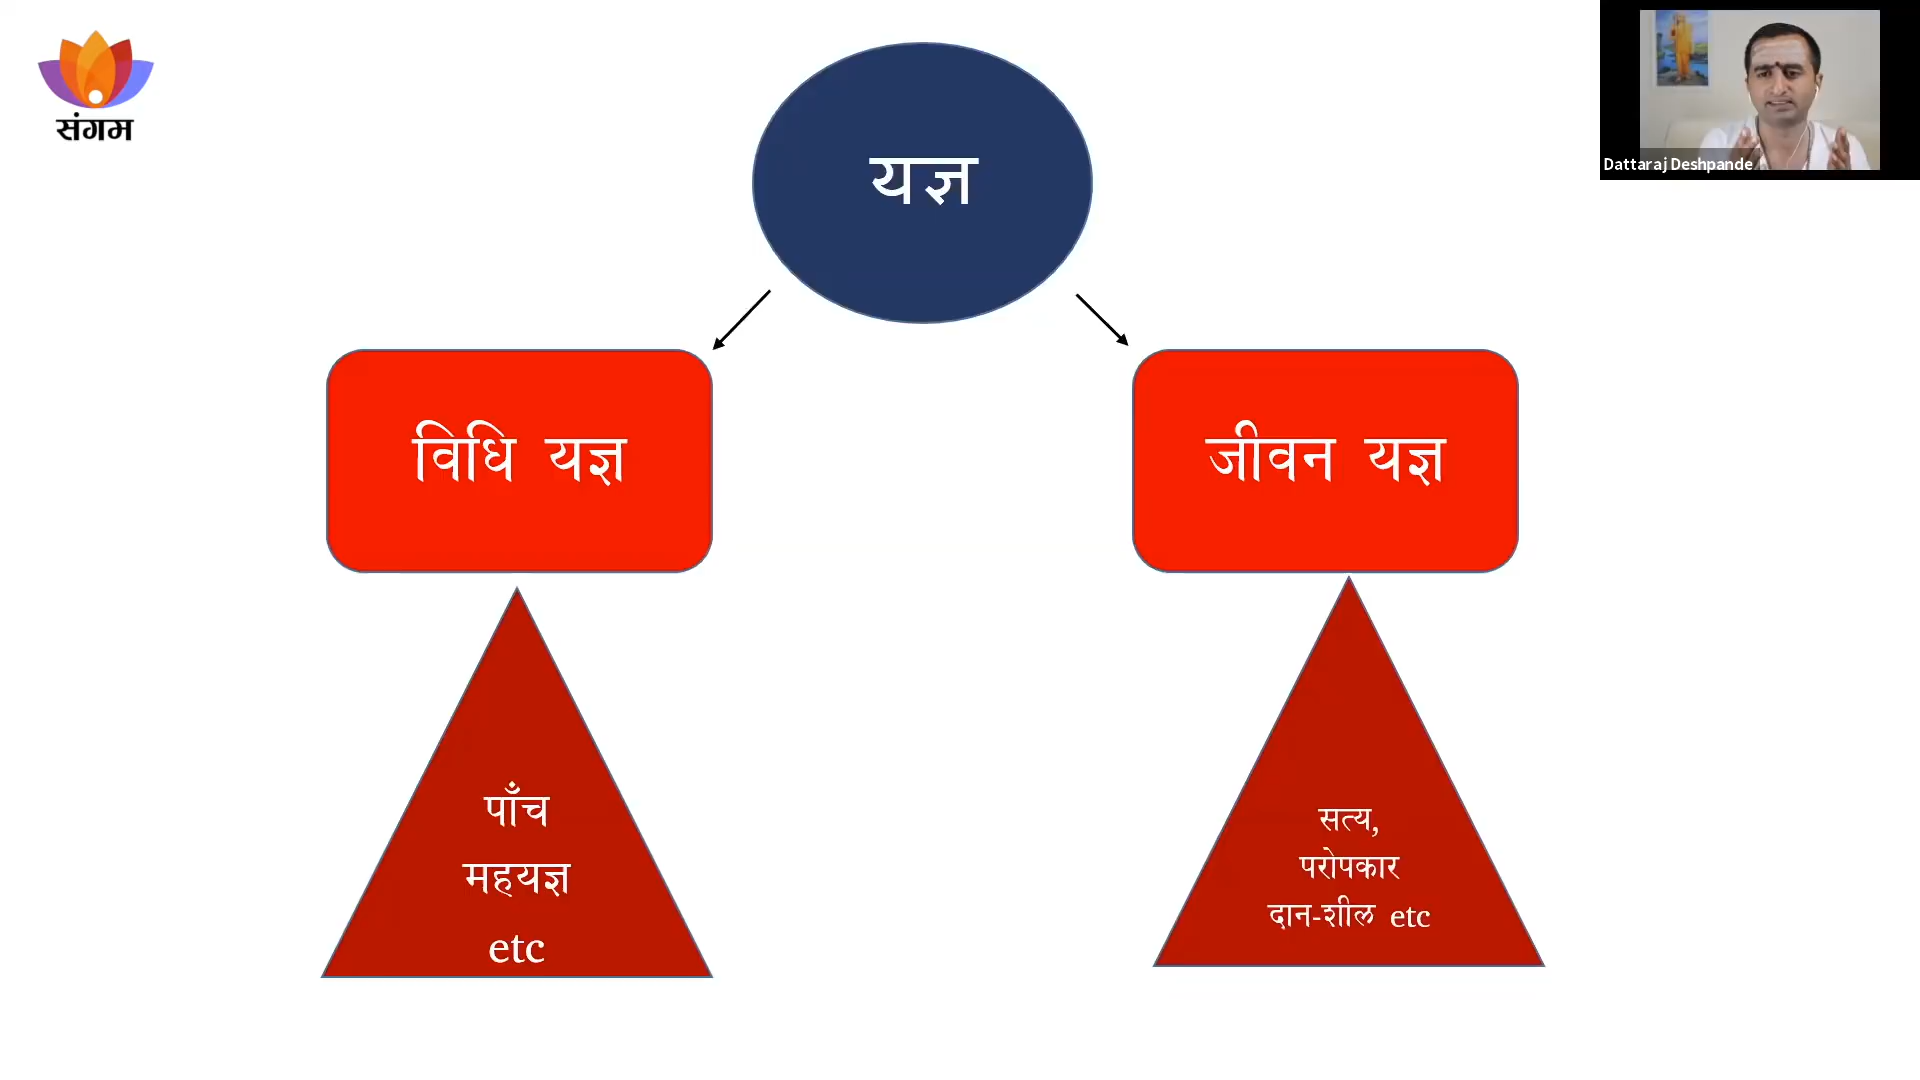 संगम
Dattaraj Deshpande
यज्ञ
विधि यज्ञ
जीवन यज्ञ
पाँच
महयज्ञ
etc
सत्य,
परोपकार
दान-शील etc